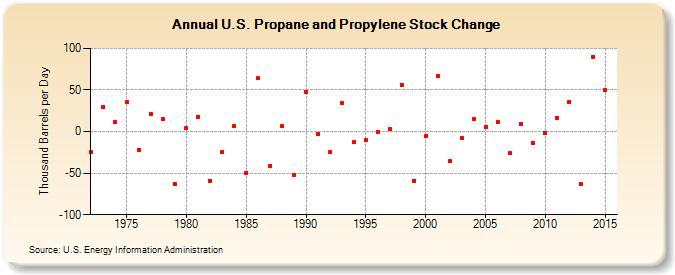 Annual U.S. Propane and Propylene Stock Change
Thousand Barrels per Day
100
50
0
-50
-100
1975 1980 1985 1990 1995 2000 2005 2010 2015
Source: U.S. Energy Information Administration